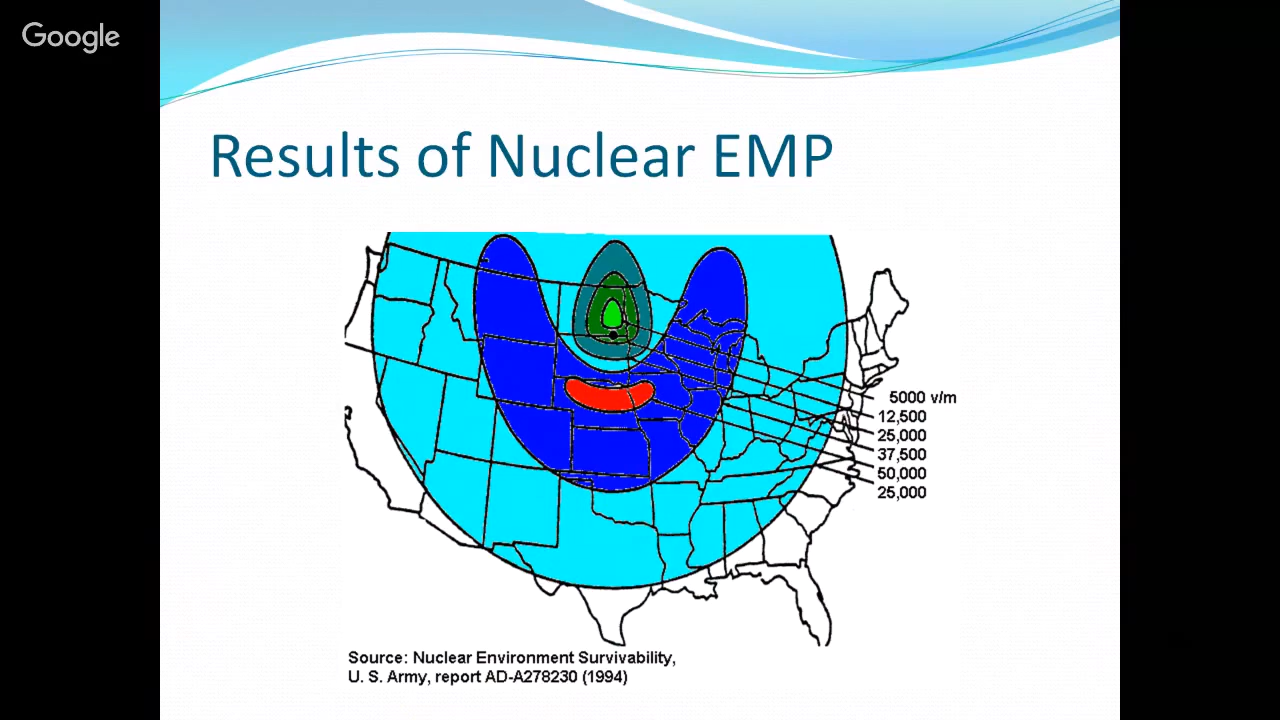 Google
Results of Nuclear EMP
5000 v/m
12,500
25,000
37,500
50,000
25,000
Source: Nuclear Environment Survivability,
U. S. Army, report AD-A278230 (1994)